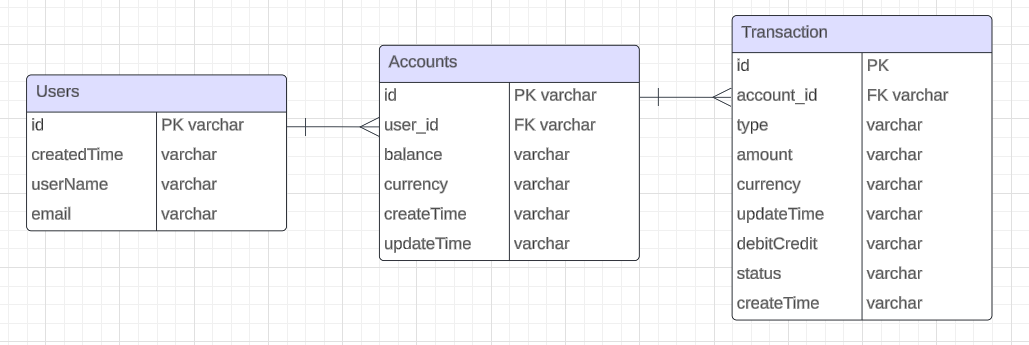 Users
id PK varchar
createdTime varchar
userName varchar
email varchar
Accounts
id PK varchar
user_id FK varchar
balance varchar
currency varchar
createTime varchar
updateTime varchar
Transaction
id PK
account_id FK varchar
type varchar
amount varchar
currency varchar
updateTime varchar
debitCredit varchar
status varchar
createTime varchar